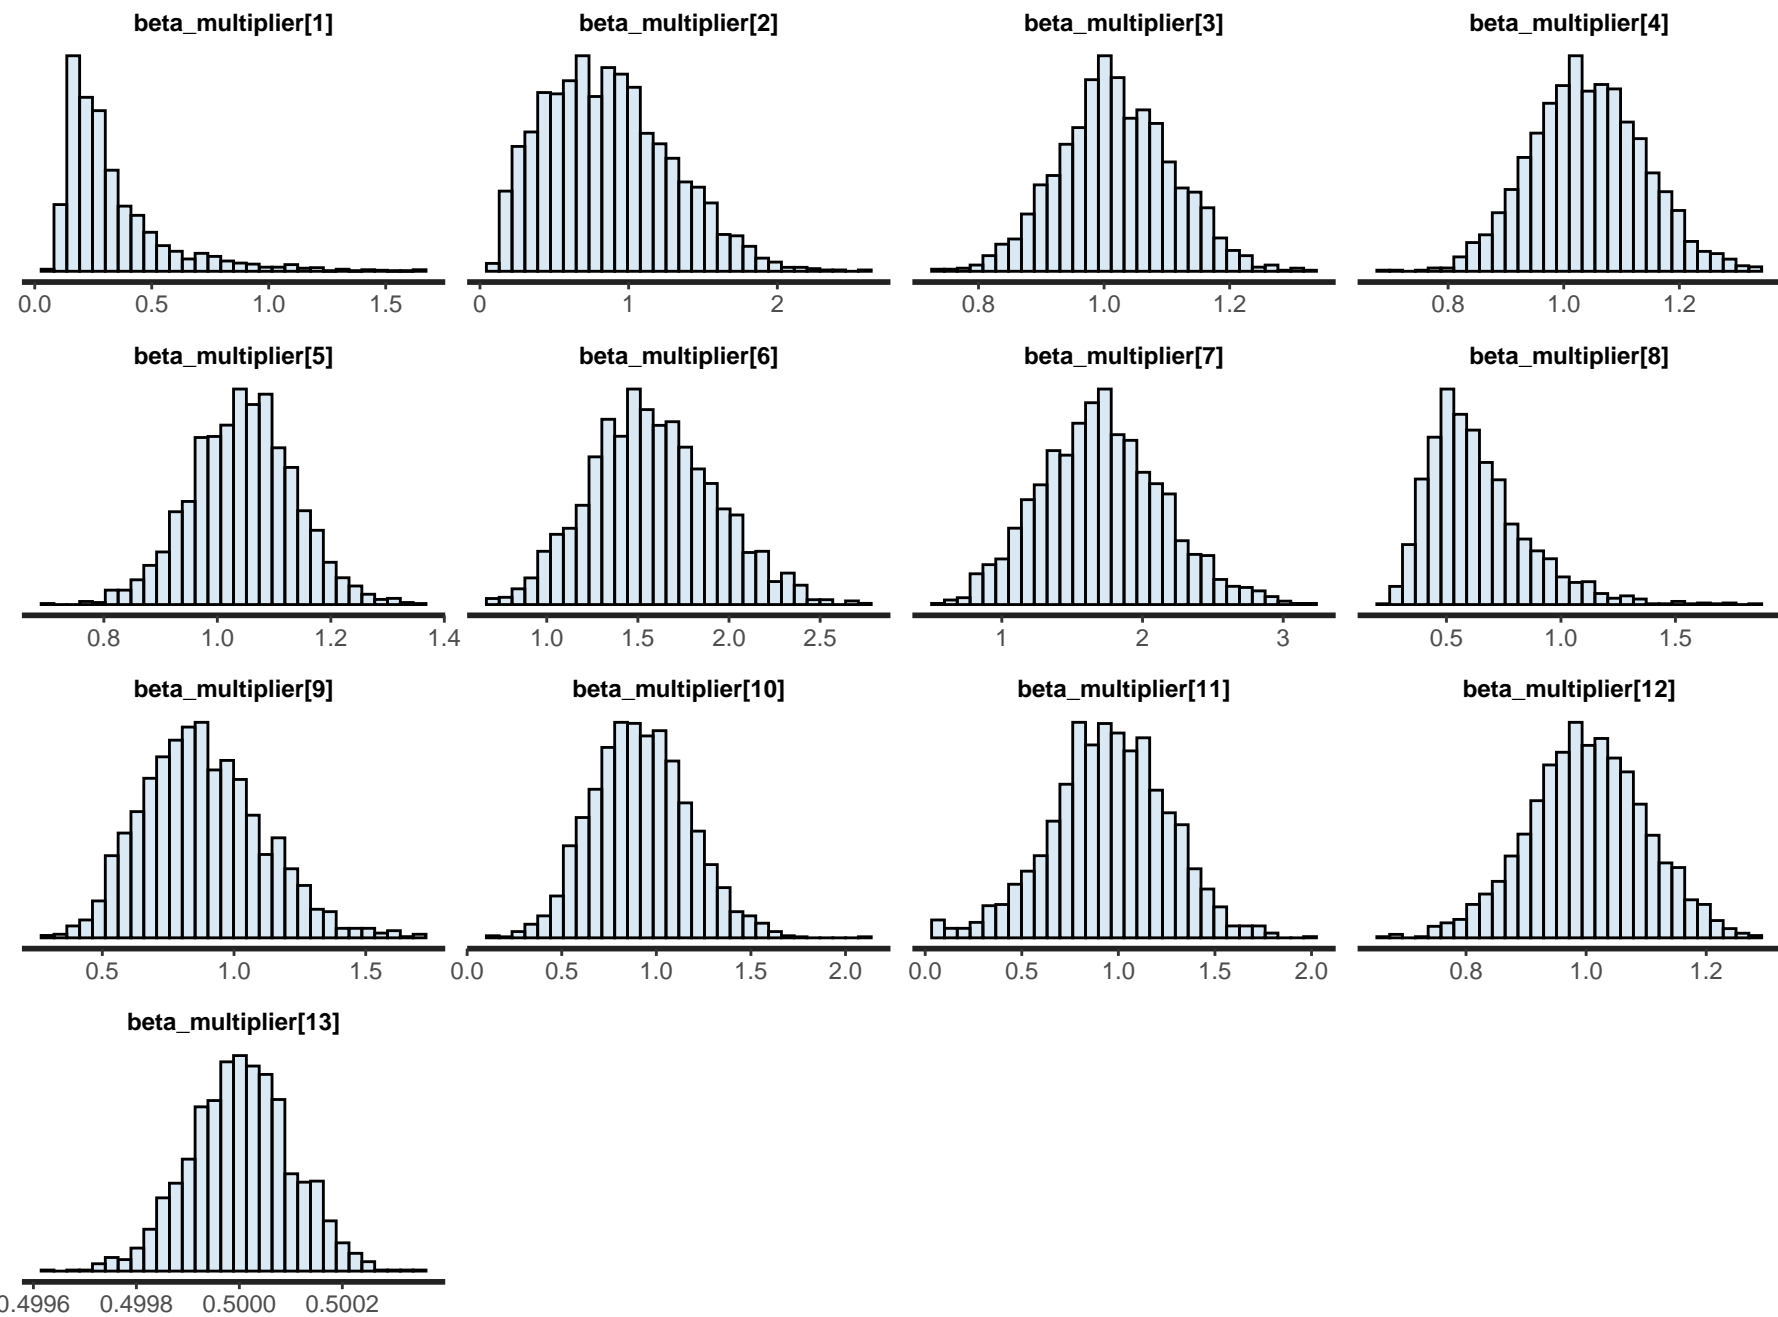 beta_multiplier[1] beta_multiplier[2] beta_multiplier[3] beta_multiplier[4]
0.0 0.5 1.0 1.5 0 1 2 0.8 1.0 1.2 0.8 1.0 1.2
beta_multiplier[5] beta_multiplier[6] beta_multiplier[7] beta_multiplier[8]
0.8 1.0 1.2 1.4 1.0 1.5 2.0 2.5 1 2 3 0.5 1.0 1.5
beta_multiplier[9] beta_multiplier[10] beta_multiplier[11] beta_multiplier[12]
0.5 1.0 1.5 0.0 0.5 1.0 1.5 2.0 0.0 0.5 1.0 1.5 2.0 0.8 1.0 1.2
beta_multiplier[13]
0.4996 0.4998 0.5000 0.5002